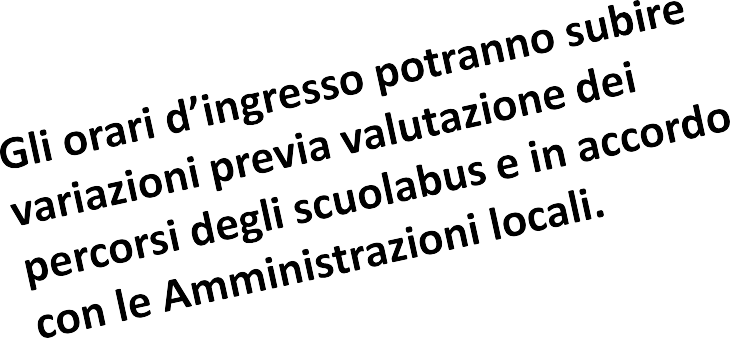 Gli orari d’ingresso potranno subire
variazioni previa valutazione dei
percorsi degli scuolabus e in accordo
con le Amministrazioni locali.